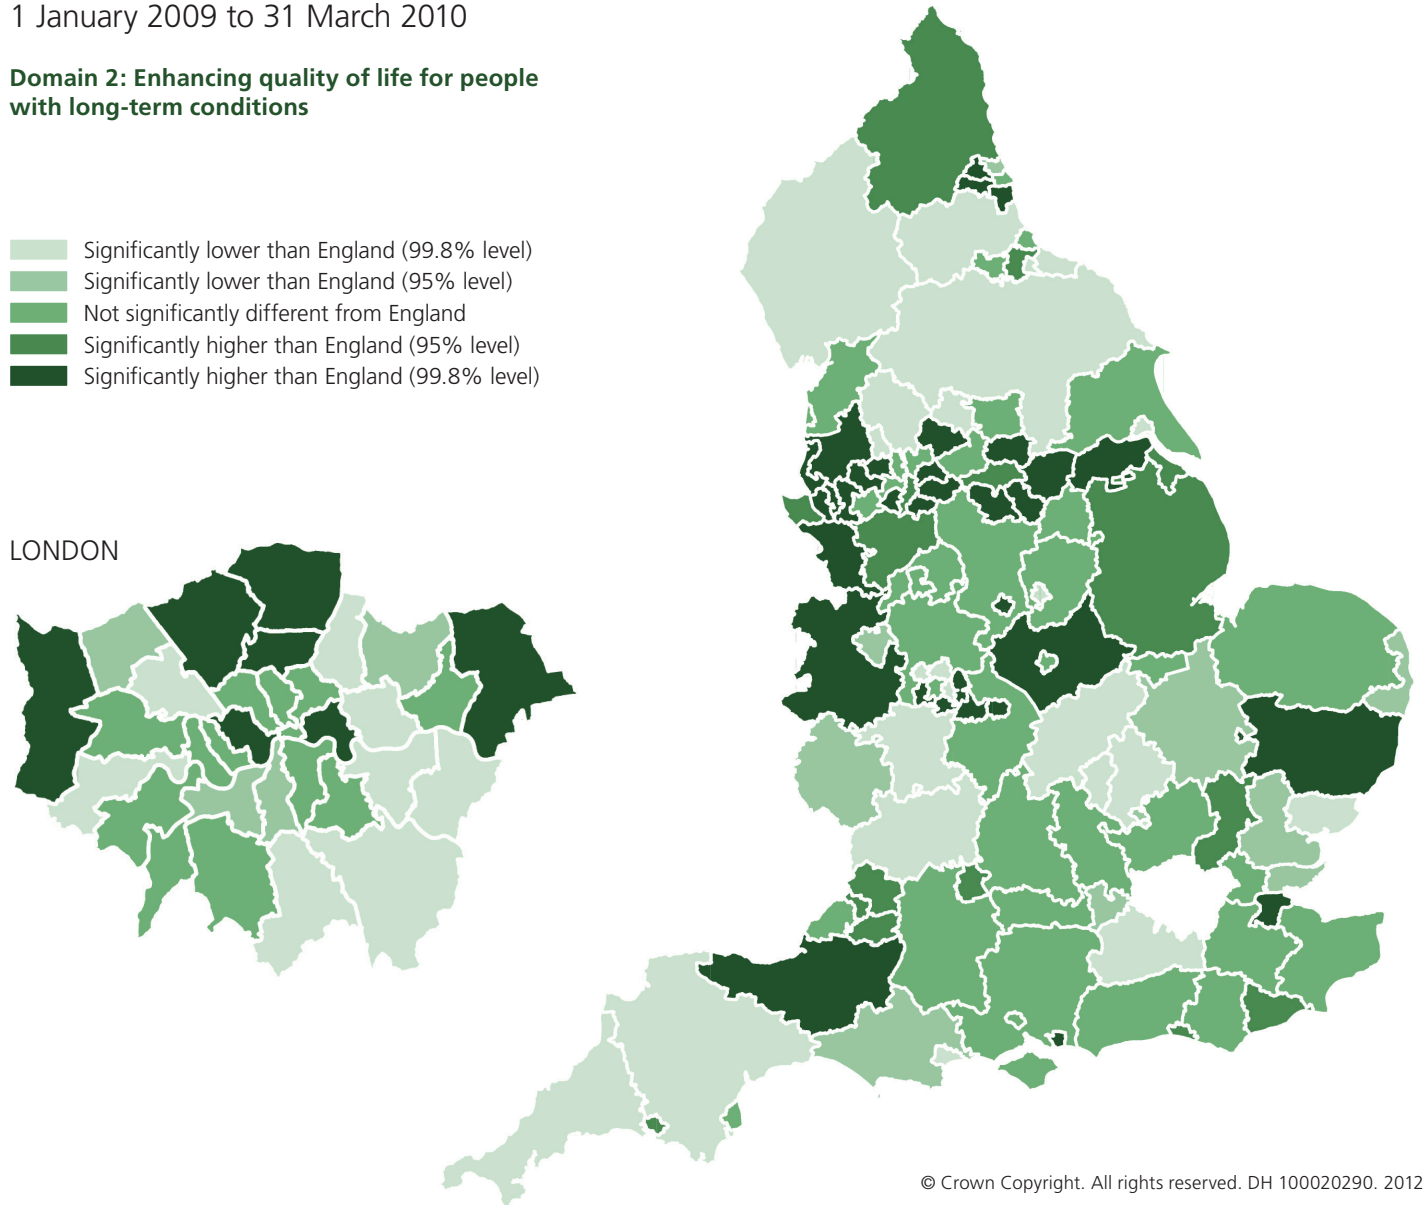 1 January 2009 to 31 March 2010
Domain 2: Enhancing quality of life for people
with long-term conditions
Significantly lower than England (99.8% level)
Significantly lower than England (95% level)
Not significantly different from England
Significantly higher than England (95% level)
Significantly higher than England (99.8% level)
LONDON
© Crown Copyright. All rights reserved. DH 100020290. 2012